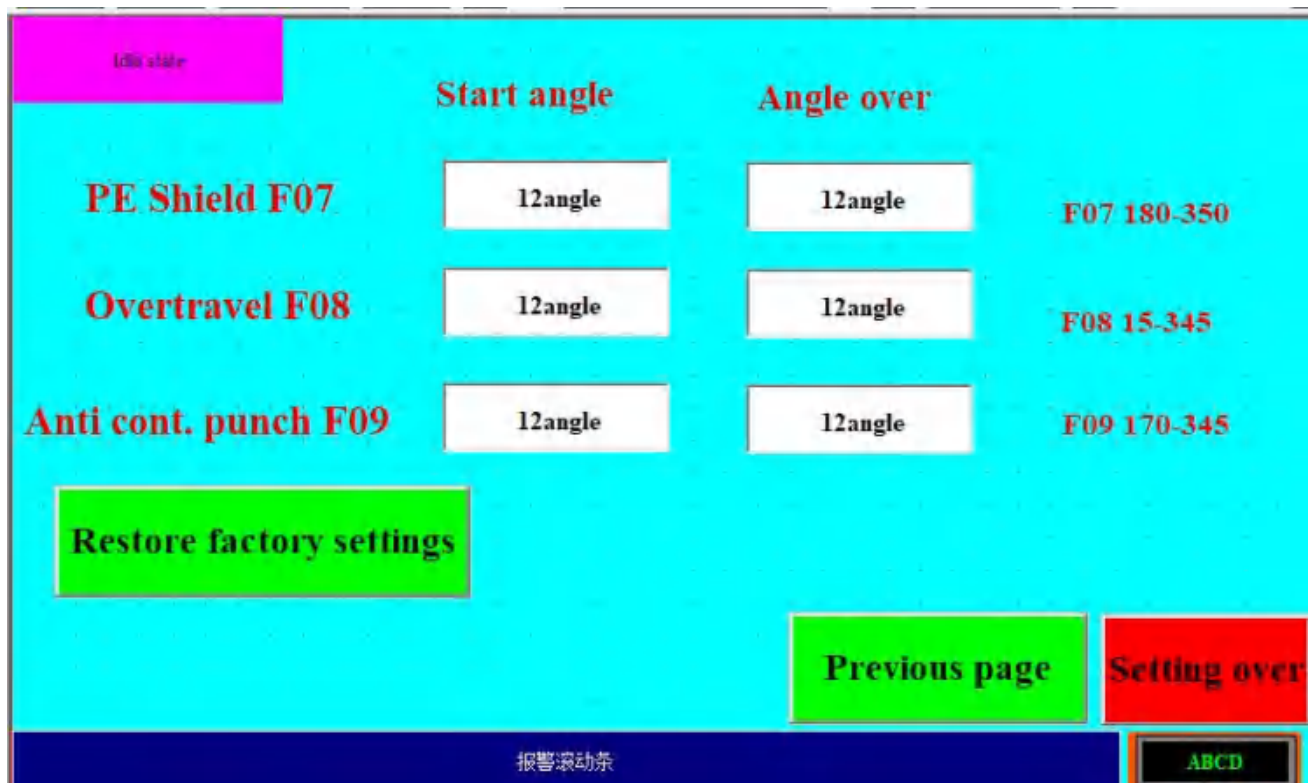 Idle state
Start angle
Angle over
PE Shield F07
12angle
12angle
F07 180-350
Overtravel F08
12angle
12angle
F08 15-345
Anti cont. punch F09
12angle
12angle
F09 170-345
Restore factory settings
Previous page
Setting over
报警滚动条
ABCD